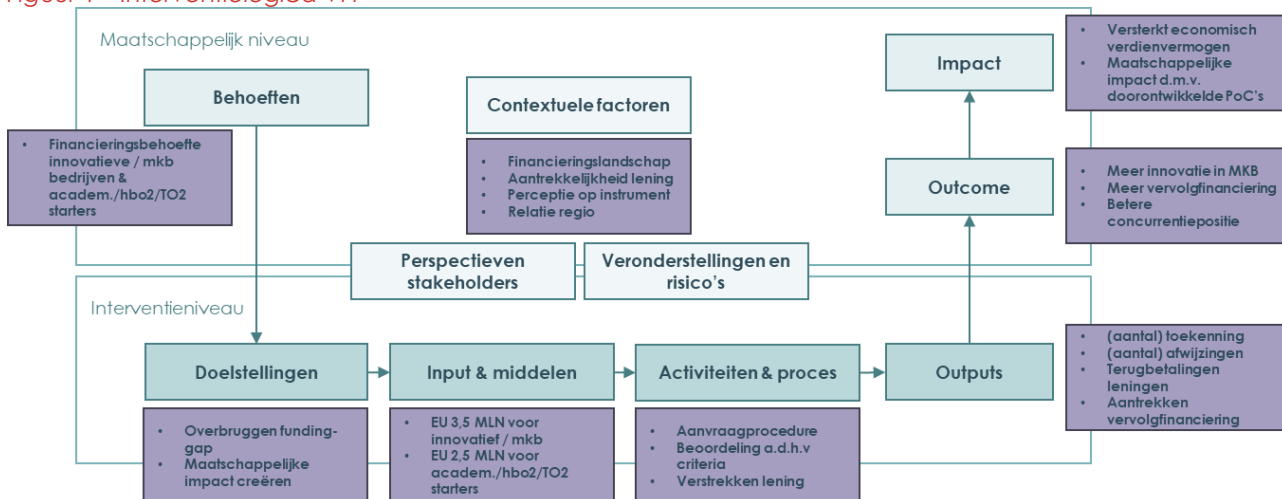 Maatschappelijk niveau
Behoeften
• Financieringsbehoefte
innovatieve / mkb
bedrijven &
academ./hbo2/TO2
starters
Contextuele factoren
• Financieringslandschap
• Aantrekkelijkheid lening
• Perceptie op instrument
• Relatie regio
Impact
• Versterkt economisch
verdienvermogen
• Maatschappelijke
impact d.m.v.
doorontwikkelde PoC's
Outcome
• Meer innovatie in MKB
• Meer vervolgfinanciering
• Betere
concurrentiepositie
Perspectieven
stakeholders
Veronderstellingen en
risico's
Interventieniveau
Doelstellingen
• Overbruggen funding-
gap
• Maatschappelijke
impact creëren
Input & middelen
• EU 3,5 MLN voor
innovatief / mkb
• EU 2,5 MLN voor
academ./hbo2/TO2
starters
Activiteiten & proces
• Aanvraagprocedure
• Beoordeling a.d.h.v
criteria
• Verstrekken lening
Outputs
• (aantal) toekenning
• (aantal) afwijzingen
• Terugbetalingen
leningen
• Aantrekken
vervolgfinanciering